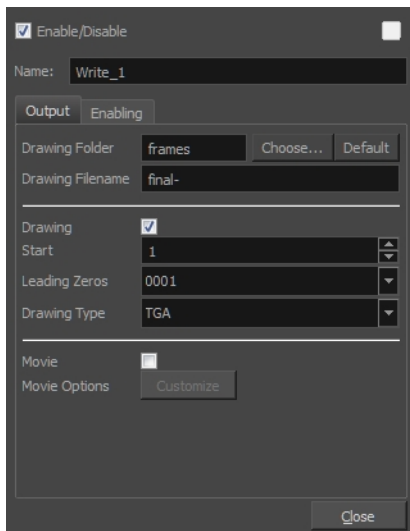 Enable/Disable
Name: Write_1
Output Enabling
Drawing Folder frames Choose... Default
Drawing Filename final-
Drawing
Start 1
Leading Zeros 0001
Drawing Type TGA
Movie
Movie Options Customize
Close